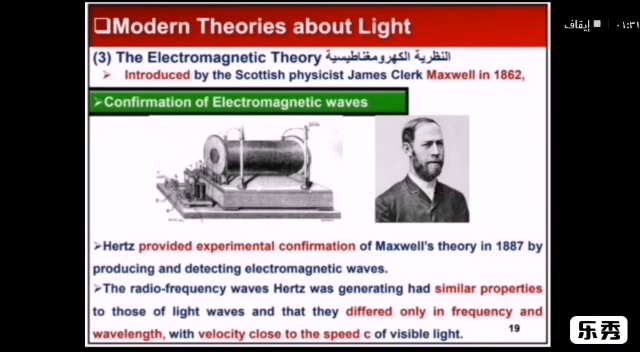 ❑Modern Theories about Light
(3) The Electromagnetic Theory النظرية الكهرومغناطيسية
➢ Introduced by the Scottish physicist James Clerk Maxwell in 1862,
➢Confirmation of Electromagnetic waves
➢Hertz provided experimental confirmation of Maxwell's theory in 1887 by
producing and detecting electromagnetic waves.
➢The radio-frequency waves Hertz was generating had similar properties
to those of light waves and that they differed only in frequency and
wavelength, with velocity close to the speed c of visible light.
19
إيقاف
٠١:٣١
乐秀